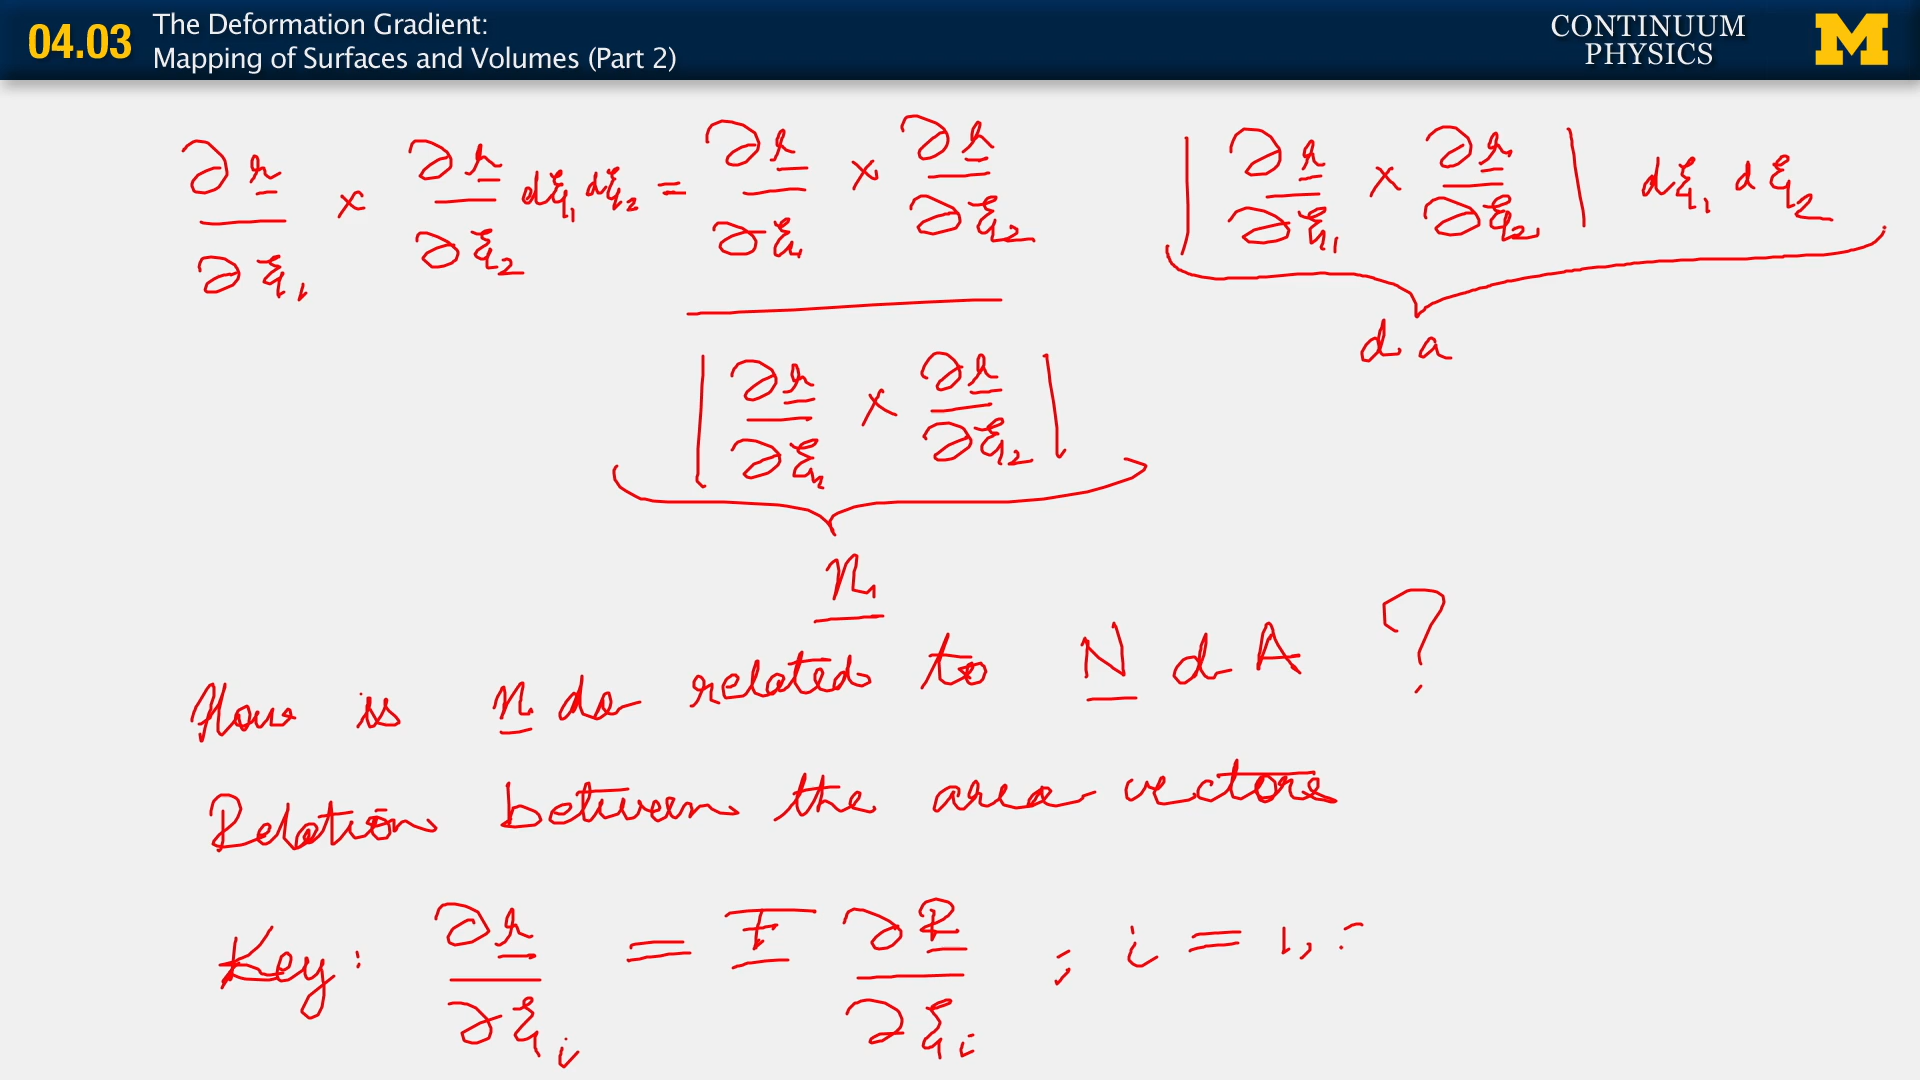 04.03 The Deformation Gradient:
Mapping of Surfaces and Volumes (Part 2)
CONTINUUM
PHYSICS
M
∂r/∂ξ₁ × ∂r/∂ξ₂ dξ₁ dξ₂ = (∂r/∂ξ₁ × ∂r/∂ξ₂) / |∂r/∂ξ₁ × ∂r/∂ξ₂| |∂r/∂ξ₁ × ∂r/∂ξ₂| dξ₁ dξ₂
da
n
How is n da related to N dA ?
Relation between the area vectors
Key: ∂r/∂ξᵢ = F ∂R/∂ξᵢ ; i = 1,